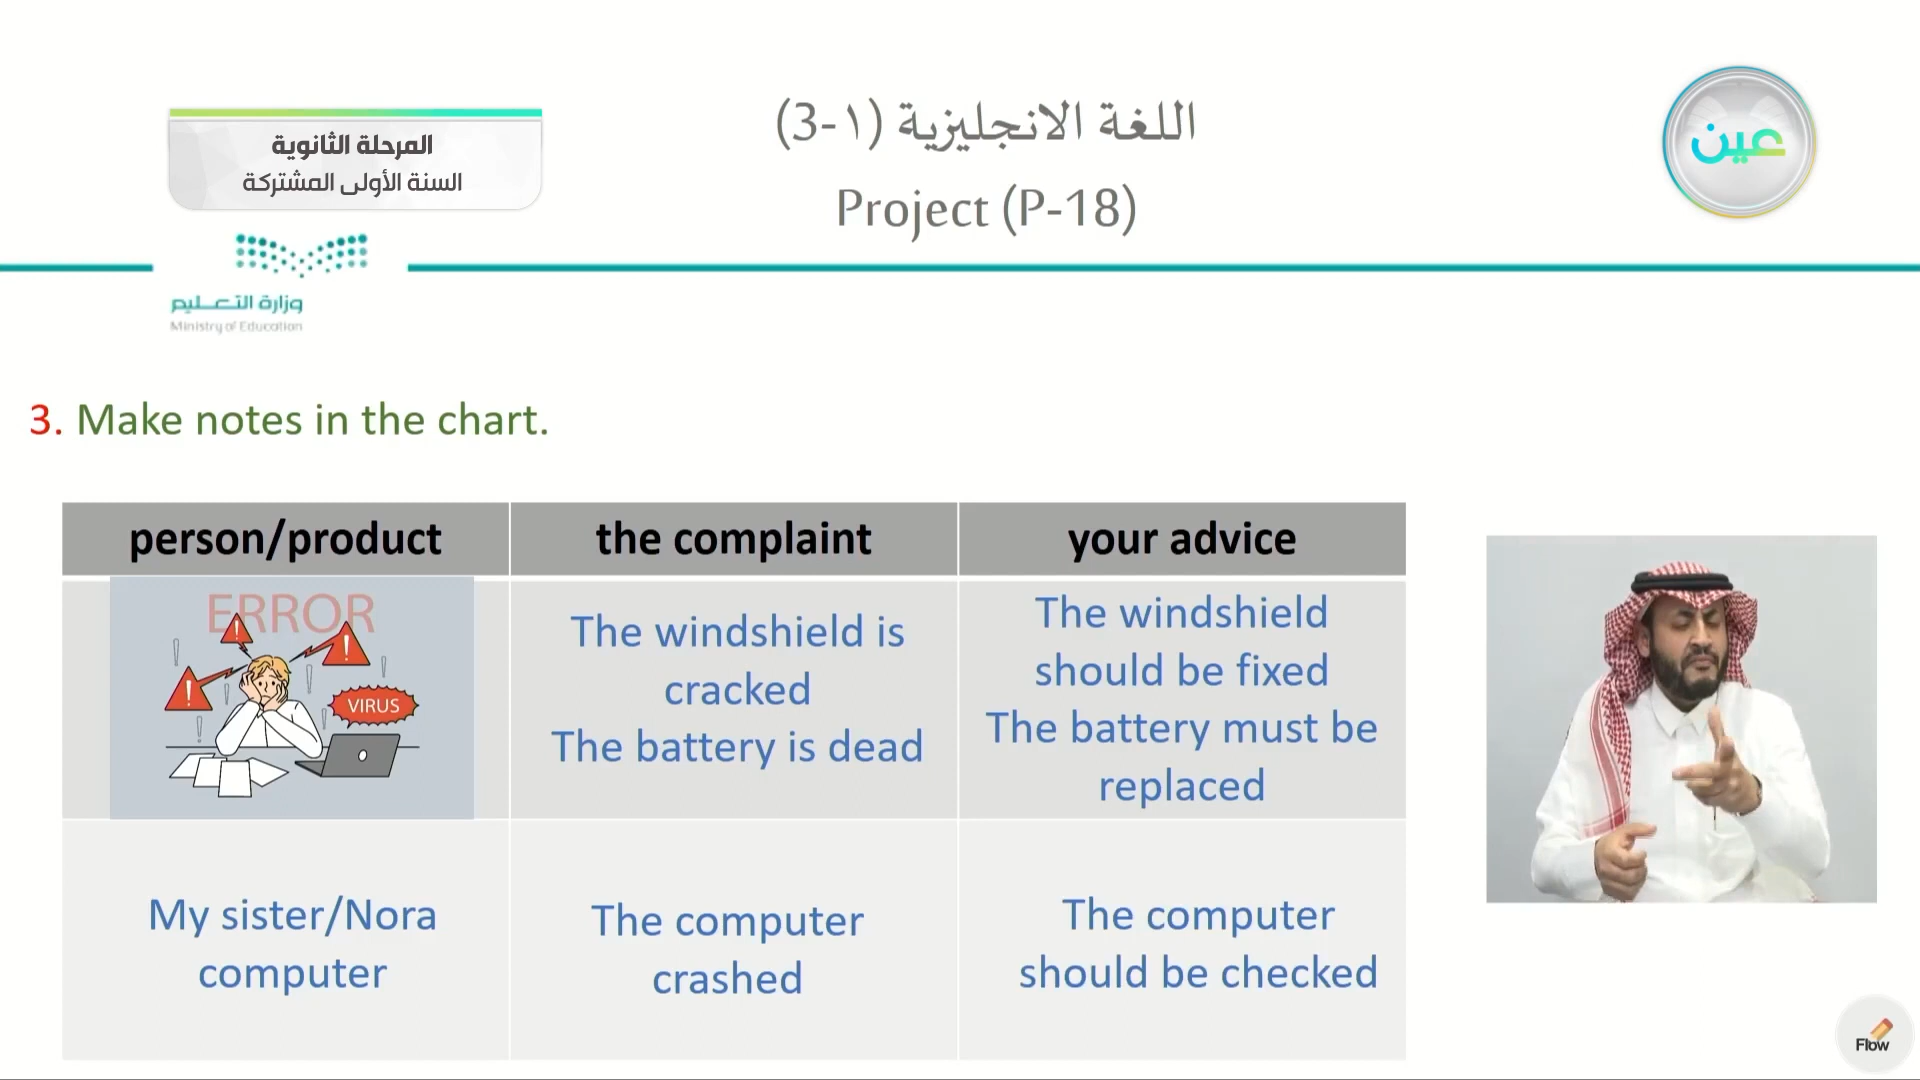 اللغة الانجليزية (١-3)
Project (P-18)
المرحلة الثانوية
السنة الأولى المشتركة
عين
وزارة التعليم
Ministry of Education
3. Make notes in the chart.
person/product
the complaint
your advice
ERROR
VIRUS
The windshield is
cracked
The battery is dead
The windshield
should be fixed
The battery must be
replaced
My sister/Nora
computer
The computer
crashed
The computer
should be checked
Flow